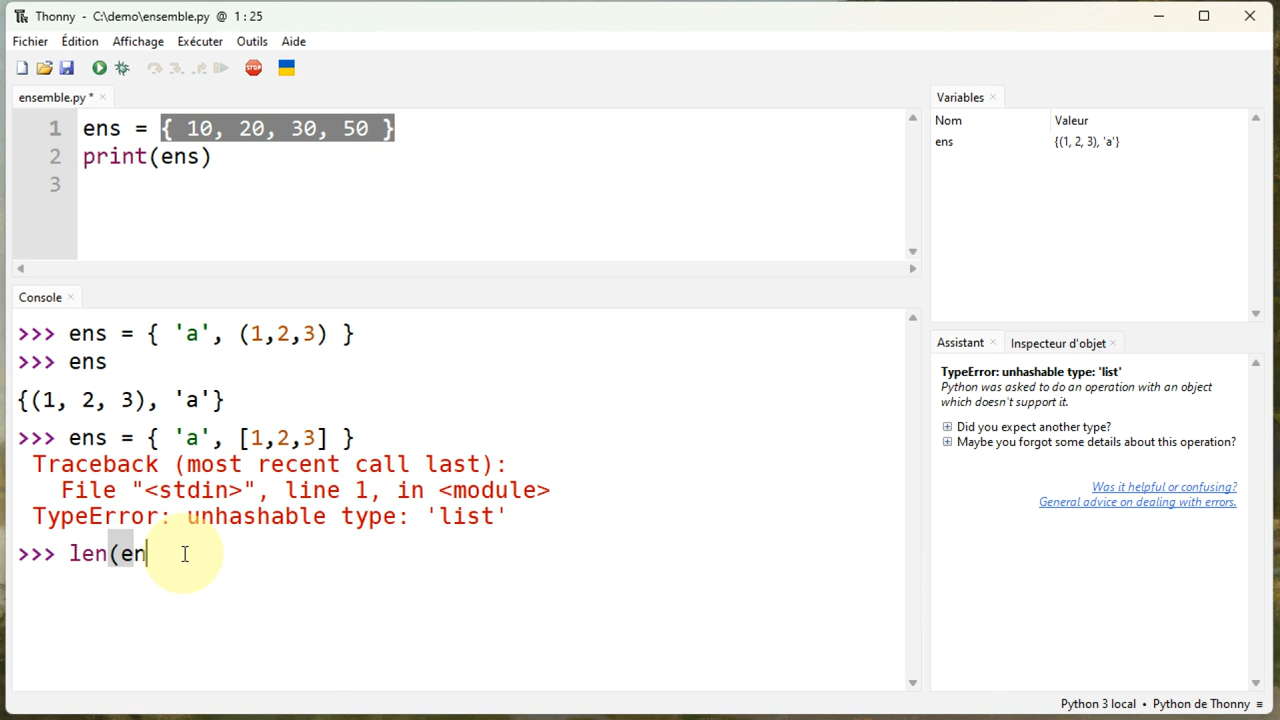 Thonny - C:\demo\ensemble.py @ 1 : 25
Fichier Édition Affichage Exécuter Outils Aide
STOP
ensemble.py *
1 ens = { 10, 20, 30, 50 }
2 print(ens)
3
Console
>>> ens = { 'a', (1,2,3) }
>>> ens
{(1, 2, 3), 'a'}
>>> ens = { 'a', [1,2,3] }
Traceback (most recent call last):
File "<stdin>", line 1, in <module>
TypeError: unhashable type: 'list'
>>> len(en
Variables
Nom Valeur
ens {(1, 2, 3), 'a'}
Assistant Inspecteur d'objet
TypeError: unhashable type: 'list'
Python was asked to do an operation with an object
which doesn't support it.
Did you expect another type?
Maybe you forgot some details about this operation?
Was it helpful or confusing?
General advice on dealing with errors.
Python 3 local • Python de Thonny ≡